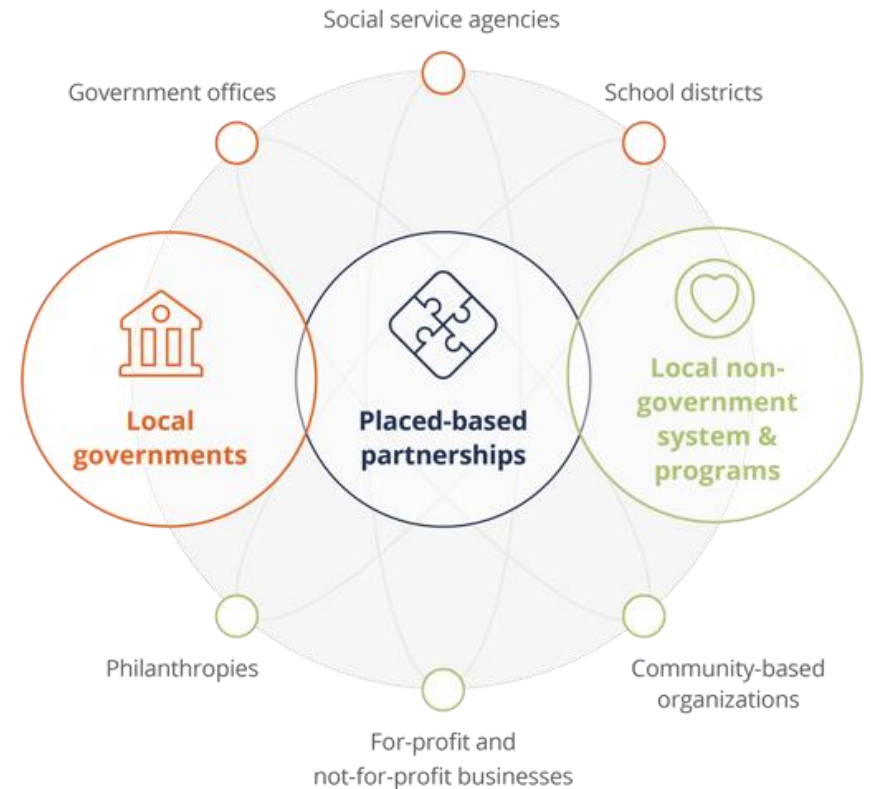 Social service agencies
Government offices
School districts
Local
governments
Placed-based
partnerships
Local non-
government
system &
programs
Philanthropies
Community-based
organizations
For-profit and
not-for-profit businesses